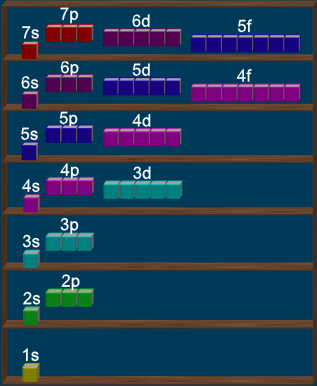 7s 7p 6d 5f
6s 6p 5d 4f
5s 5p 4d
4s 4p 3d
3s 3p
2s 2p
1s